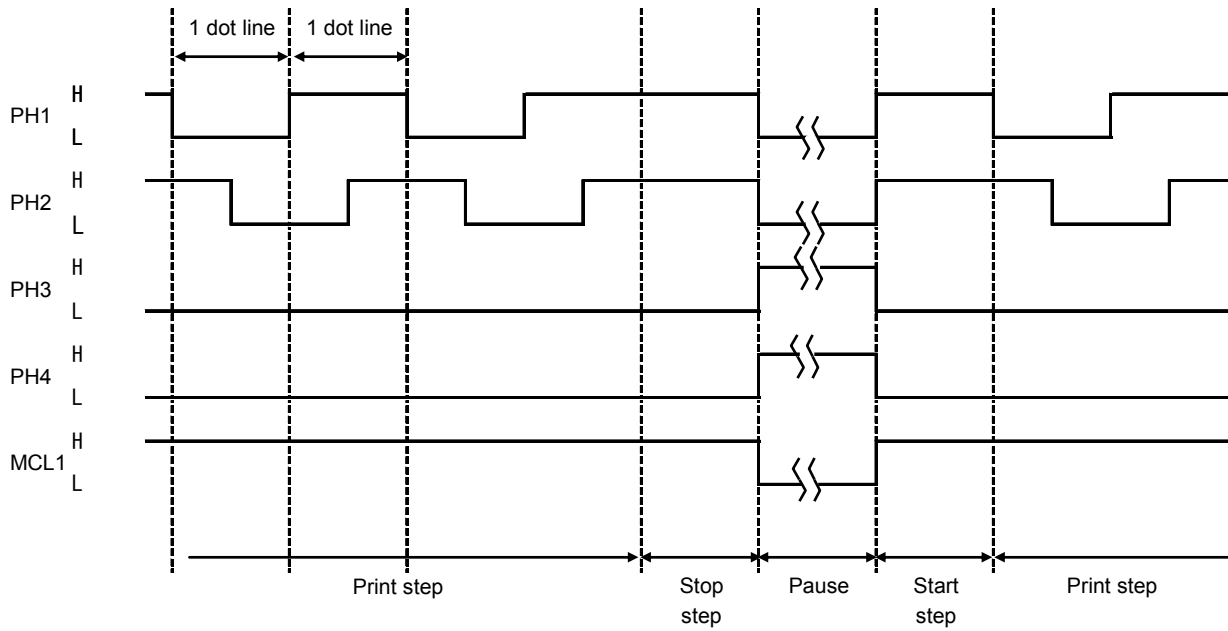 1 dot line 1 dot line
H
PH1
L
H
PH2
L
H
PH3
L
H
PH4
L
H
MCL1
L
Print step Stop step Pause Start step Print step